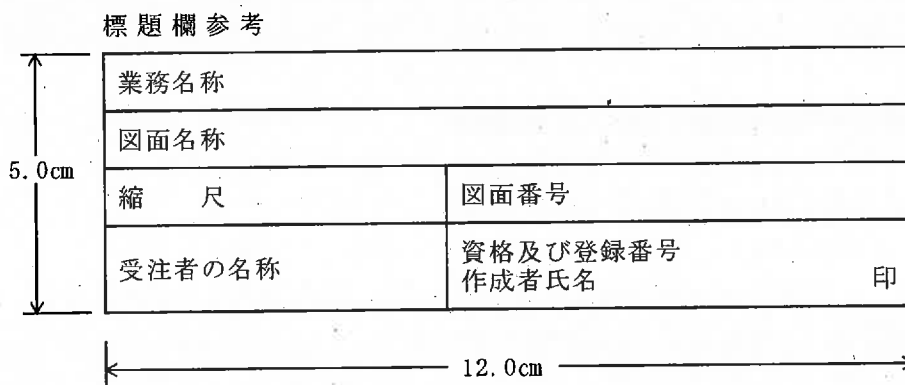 標題欄参考
業務名称
図面名称
5.0cm
縮 尺 図面番号
受注者の名称
資格及び登録番号
作成者氏名 印
12.0cm